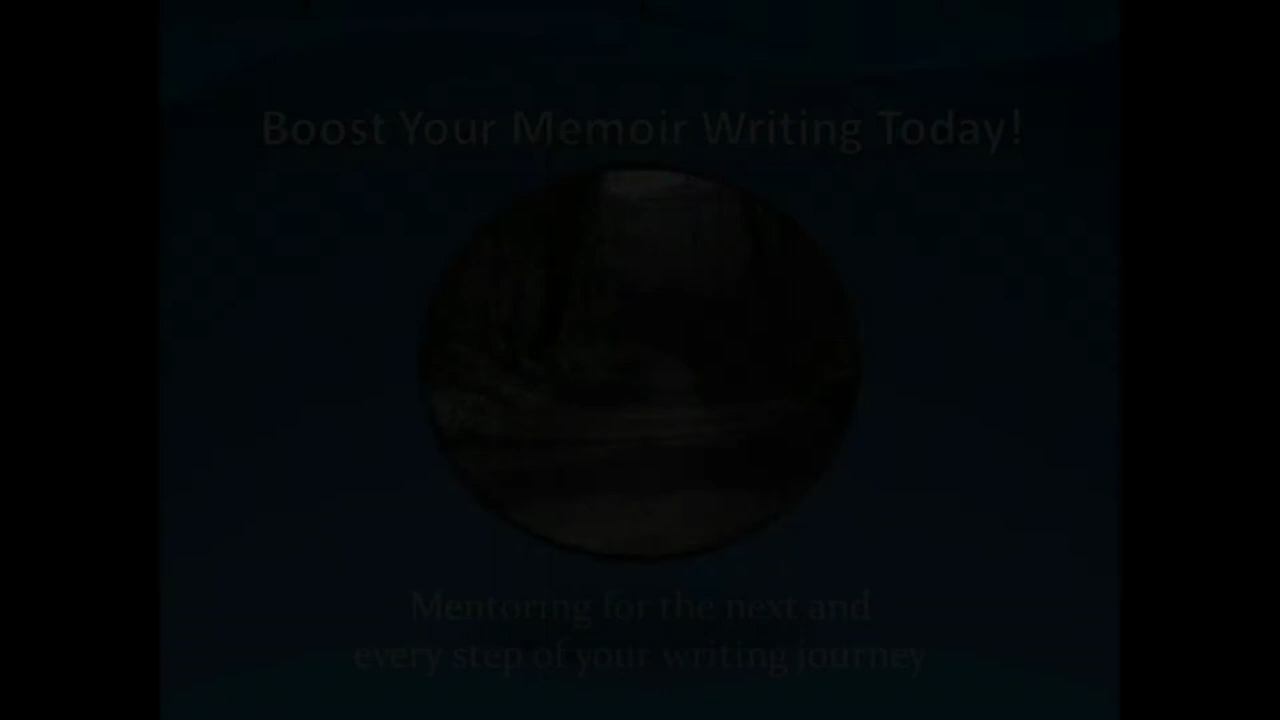 Boost Your Memoir Writing Today!
Mentoring for the next and
every step of your writing journey